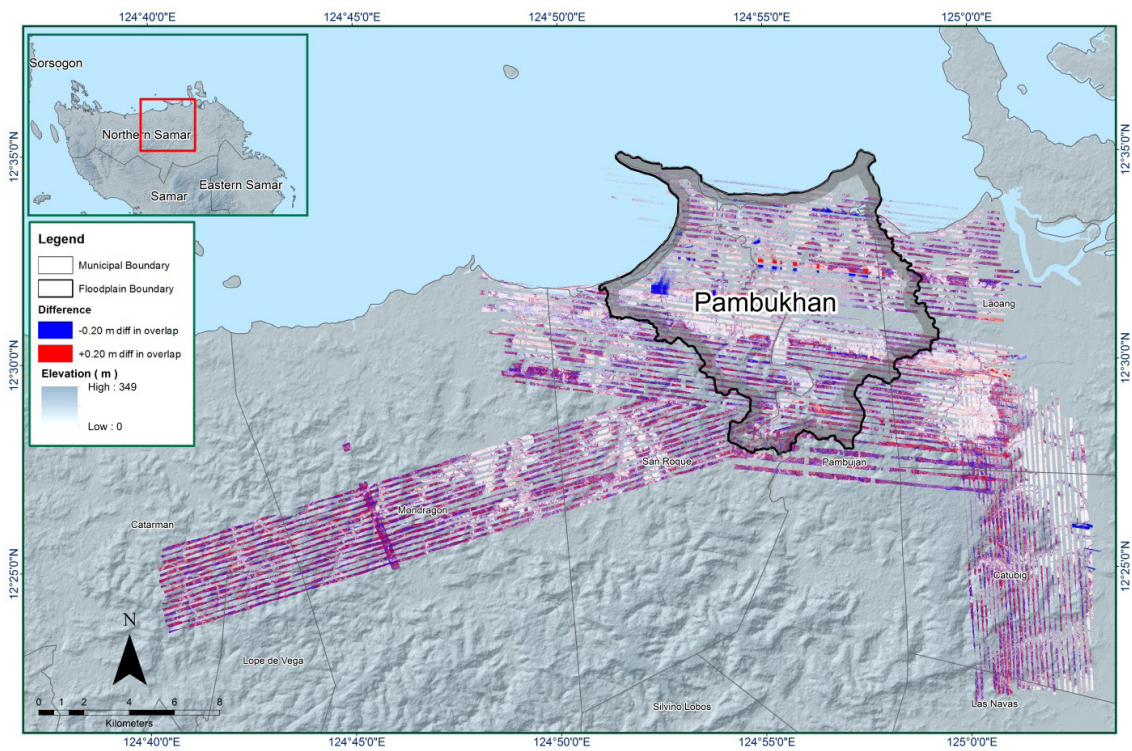 124°40'0"E 124°45'0"E 124°50'0"E 124°55'0"E 125°0'0"E
Sorsogon
Northern Samar
Samar
Eastern Samar
12°35'0"N
12°35'0"N
Legend
Municipal Boundary
Floodplain Boundary
Difference
-0.20 m diff in overlap
+0.20 m diff in overlap
Elevation ( m )
High : 349
Low : 0
Pambukhan
Laoang
12°30'0"N
12°30'0"N
San Roque
Pambujan
Mondragon
Catarman
12°25'0"N
12°25'0"N
Catubig
N
Lope de Vega
Silvino Lobos
Las Navas
0 1 2 4 6 8
Kilometers
124°40'0"E 124°45'0"E 124°50'0"E 124°55'0"E 125°0'0"E